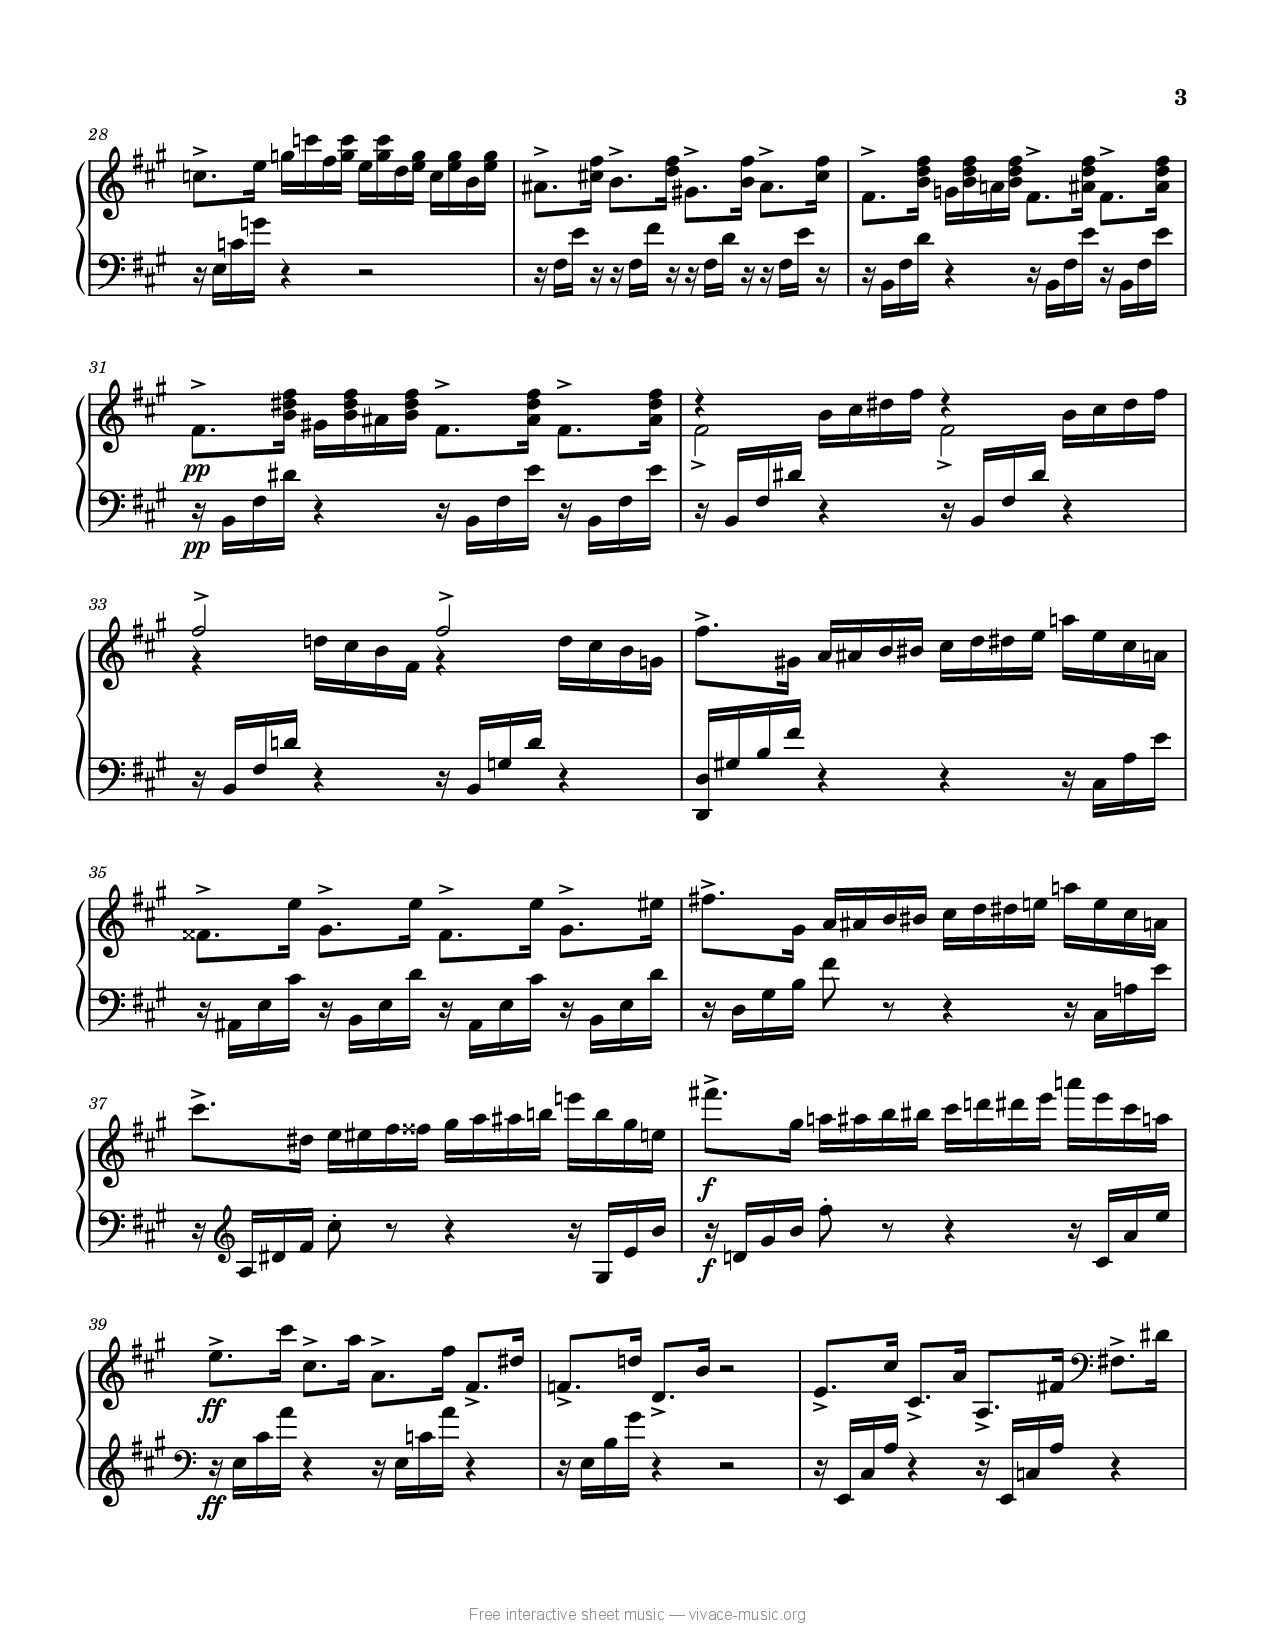 3
28
31
pp
pp
33
35
37
f
f
39
ff
ff
Free interactive sheet music — vivace-music.org